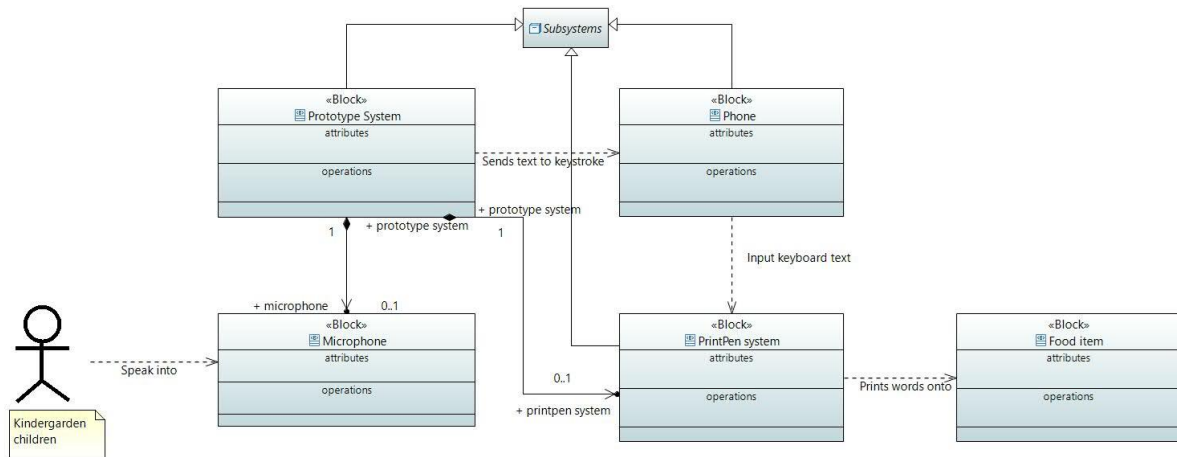 Subsystems
«Block»
Prototype System
attributes
operations
«Block»
Phone
attributes
operations
Sends text to keystroke
+ prototype system
+ prototype system
1
1
Input keyboard text
+ microphone
0..1
«Block»
Microphone
attributes
operations
Speak into
Kindergarden
children
0..1
+ printpen system
«Block»
PrintPen system
attributes
operations
Prints words onto
«Block»
Food item
attributes
operations